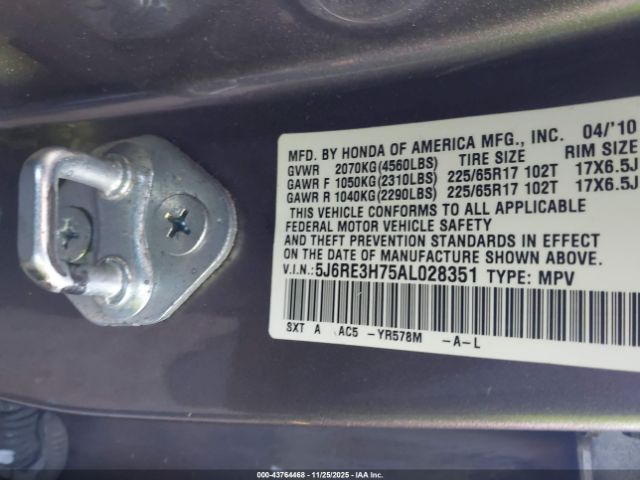 MFD. BY HONDA OF AMERICA MFG., INC. 04/'10
GVWR 2070KG(4560LBS) TIRE SIZE RIM SIZE
GAWR F 1050KG(2310LBS) 225/65R17 102T 17X6.5J
GAWR R 1040KG(2290LBS) 225/65R17 102T 17X6.5J
THIS VEHICLE CONFORMS TO ALL APPLICABLE
FEDERAL MOTOR VEHICLE SAFETY
AND THEFT PREVENTION STANDARDS IN EFFECT
ON THE DATE OF MANUFACTURE SHOWN ABOVE.
V.I.N.: 5J6RE3H75AL028351 TYPE: MPV
SXT A AC5 -YR578M -A-L
© IAAI-US - 43764468 - 11/25/2025 - COPART